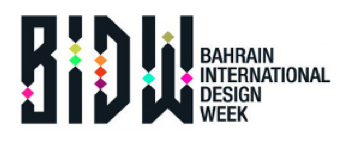 BIDW
BAHRAIN
INTERNATIONAL
DESIGN
WEEK